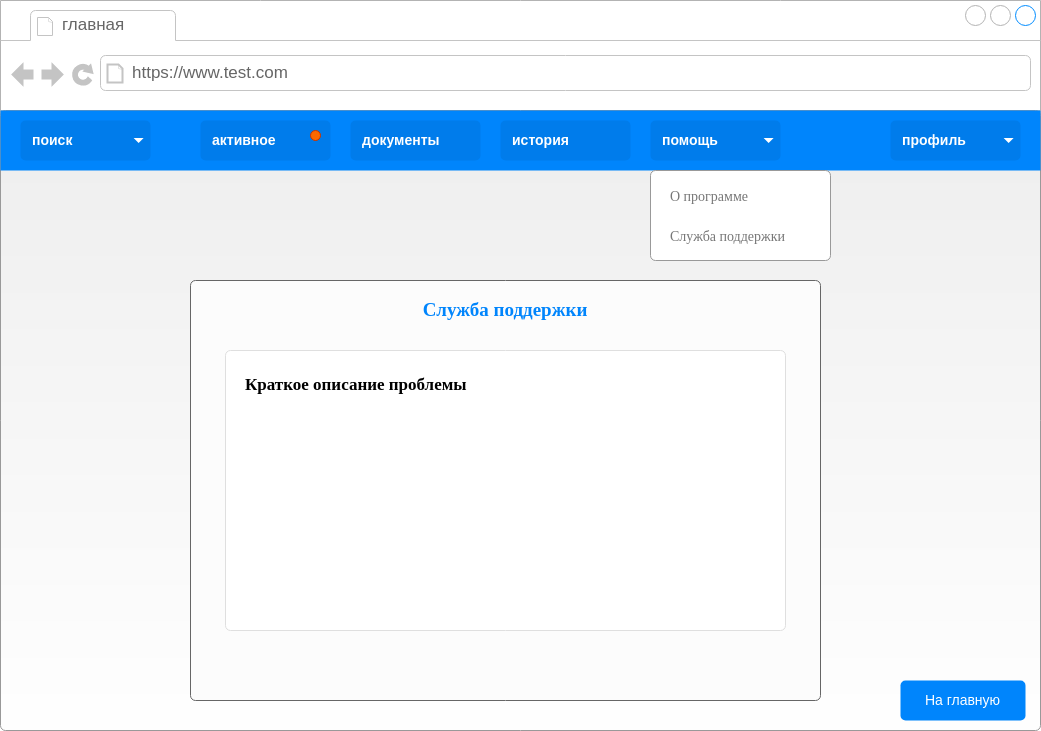 главная
https://www.test.com
поиск
активное
документы
история
помощь
профиль
О программе
Служба поддержки
Служба поддержки
Краткое описание проблемы
На главную